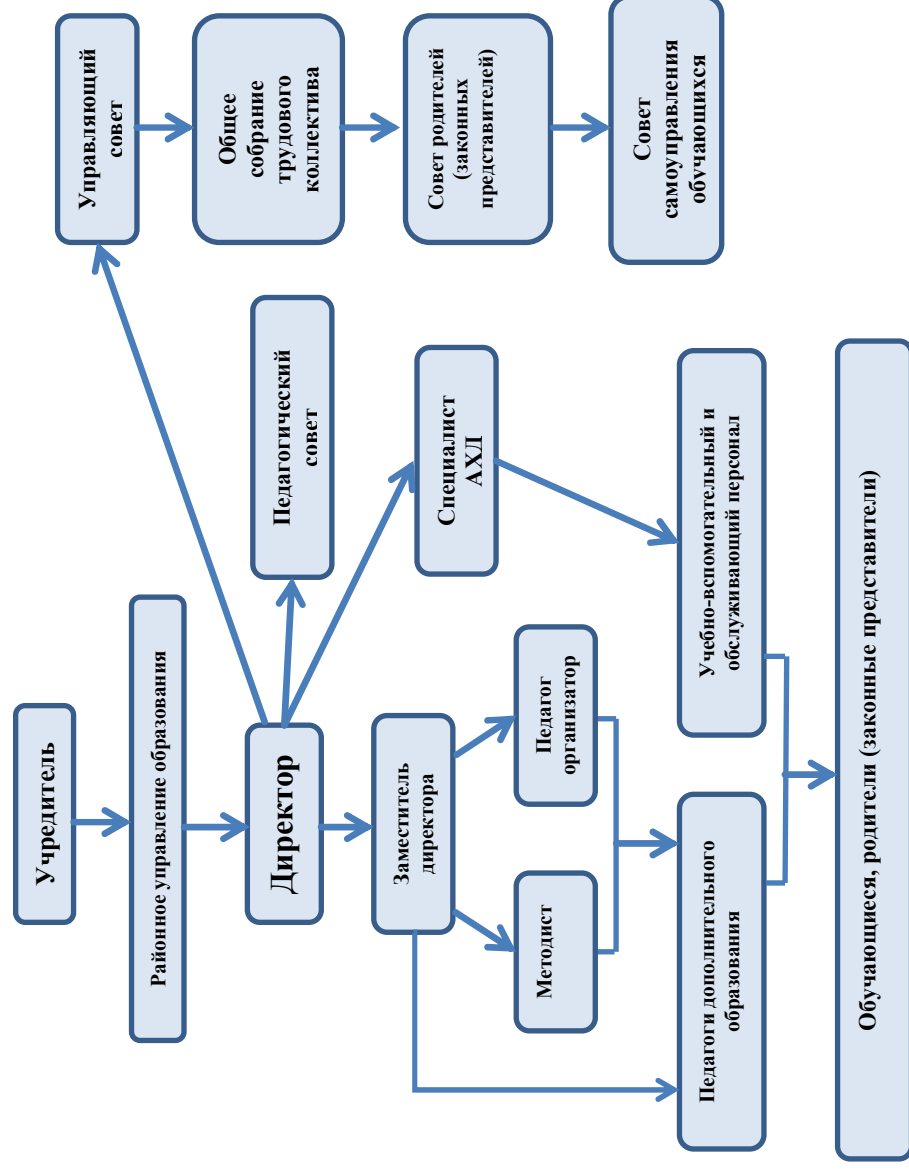 Учредитель
Районное управление образования
Директор
Управляющий
совет
Педагогический
совет
Общее
собрание
трудового
коллектива
Заместитель
директора
Специалист
АХД
Совет родителей
(законных
представителей)
Методист
Педагог
организатор
Совет
самоуправления
обучающихся
Педагоги дополнительного
образования
Учебно-вспомогательный и
обслуживающий персонал
Обучающиеся, родители (законные представители)